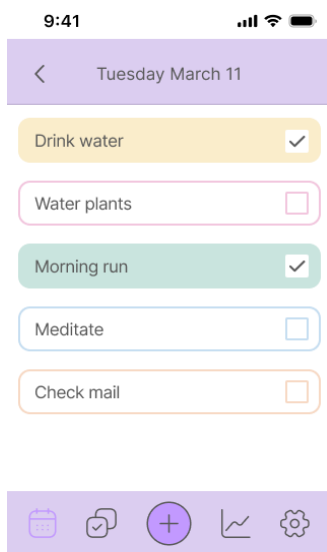 9:41
Tuesday March 11
Drink water
Water plants
Morning run
Meditate
Check mail